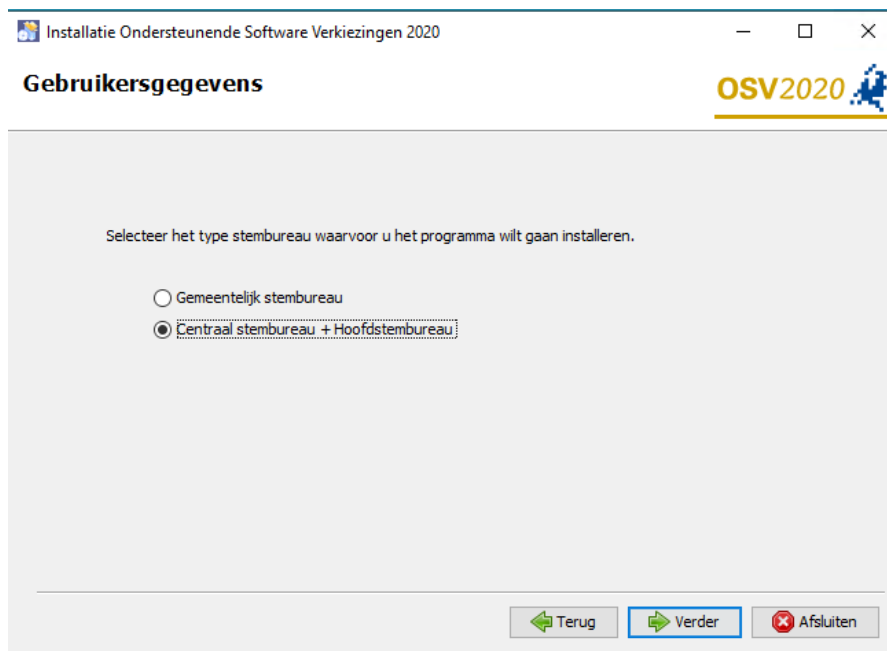 Installatie Ondersteunende Software Verkiezingen 2020
Gebruikersgegevens
OSV2020
Selecteer het type stembureau waarvoor u het programma wilt gaan installeren.
Gemeentelijk stembureau
Centraal stembureau + Hoofdstembureau
Terug
Verder
Afsluiten